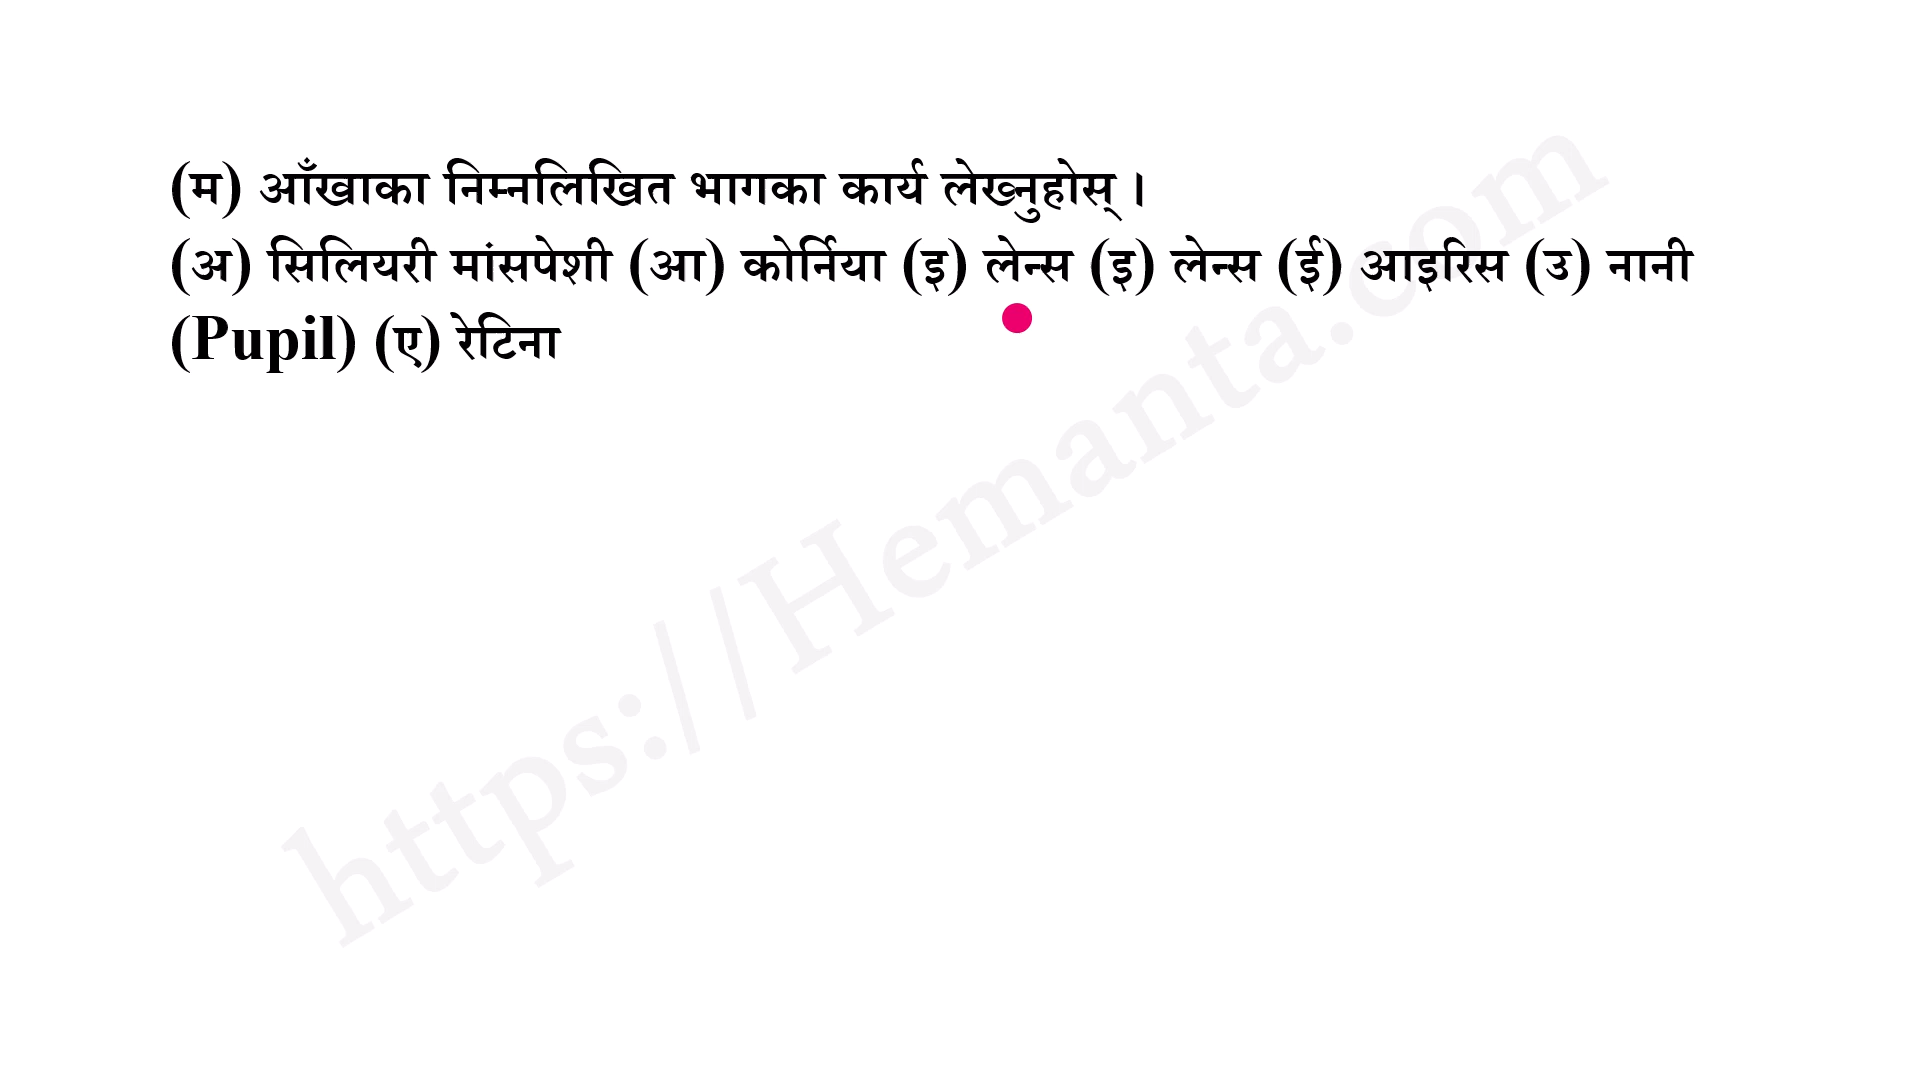 (म) आँखाका निम्नलिखित भागका कार्य लेख्नुहोस् ।
(अ) सिलियरी मांसपेशी (आ) कोर्निया (इ) लेन्स (इ) लेन्स (ई) आइरिस (उ) नानी
(Pupil) (ए) रेटिना
https://Hemanta.com